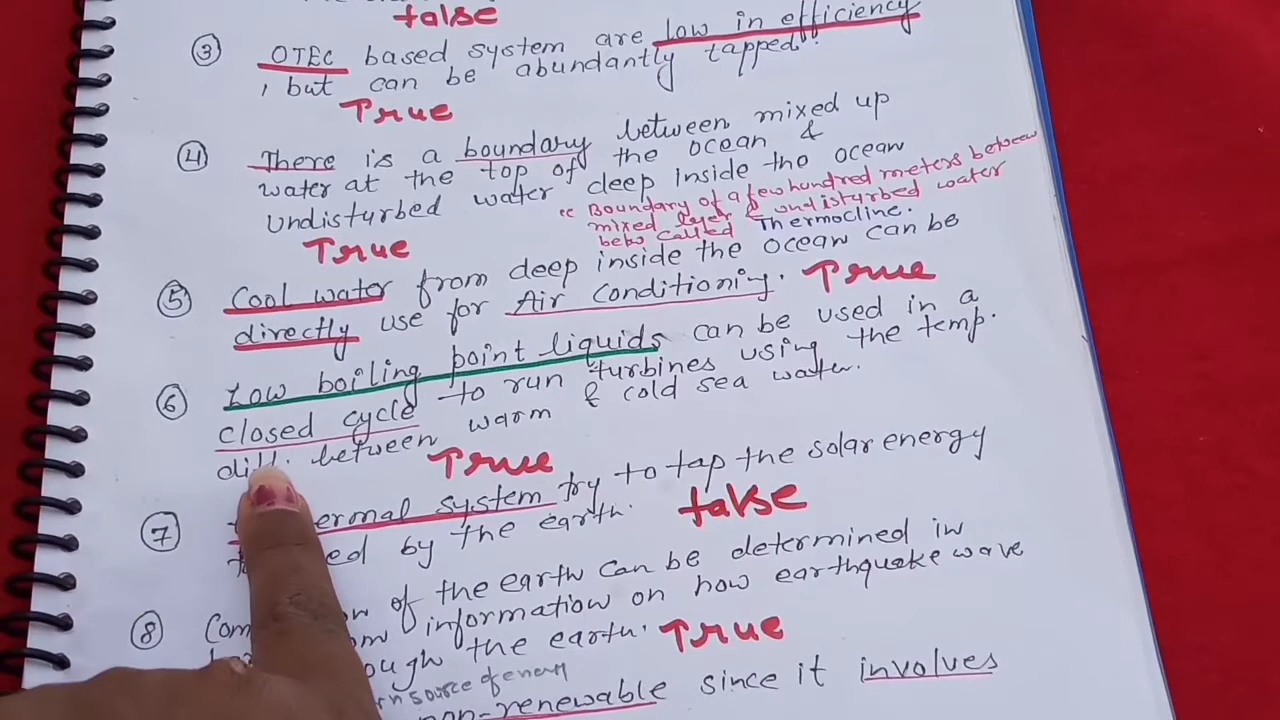 false
③ OTEC based system are low in efficiency
, but can be abundantly tapped.
True
④ There is a boundary between mixed up
water at the top of the ocean &
Undisturbed water deep inside the ocean
" Boundary of a few hundred meters between
mixed layer & undisturbed water
called Thermocline.
True
⑤ Cool water from deep inside the ocean can be
directly use for Air Conditioning. True
⑥ Low boiling point liquids can be used in a
closed cycle to run turbines using the temp.
diff. between warm & cold sea water.
True
⑦ system try to tap the solar energy
by the earth. false
⑧ of the earth can be determined in
information on how earthquake wave
the earth. True
source of energy
non-renewable since it involves